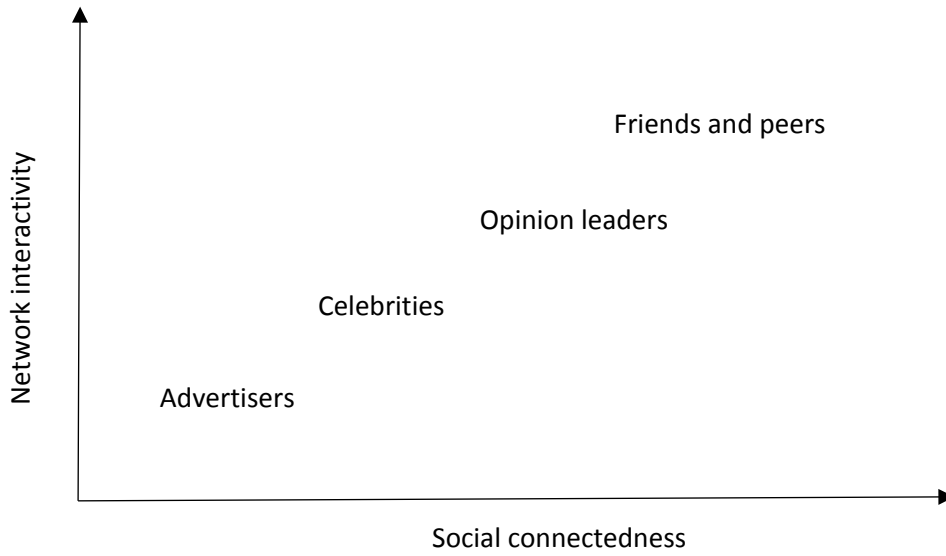 Network interactivity
Friends and peers
Opinion leaders
Celebrities
Advertisers
Social connectedness